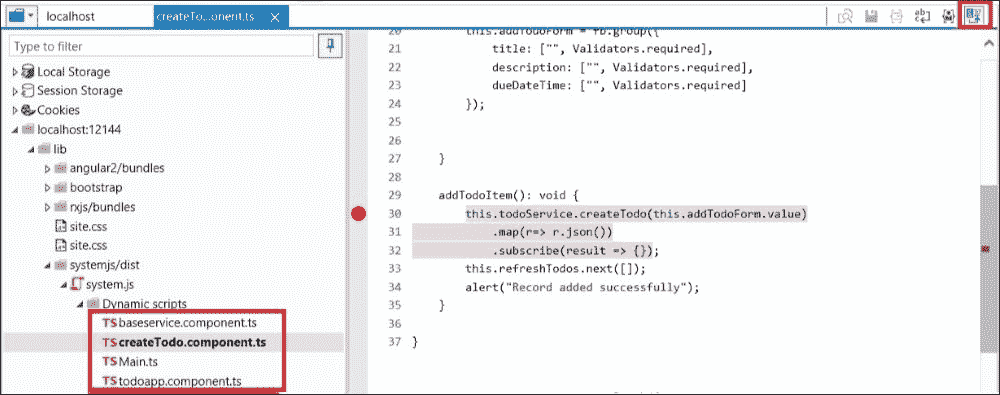 localhost
createTo...onent.ts
Type to filter
Local Storage
Session Storage
Cookies
localhost:12144
lib
angular2/bundles
bootstrap
rxjs/bundles
site.css
site.css
systemjs/dist
system.js
Dynamic scripts
TS baseservice.component.ts
TS createTodo.component.ts
TS Main.ts
TS todoapp.component.ts
20 this.addTodoForm = fb.group({
21 title: ["", Validators.required],
22 description: ["", Validators.required],
23 dueDateTime: ["", Validators.required]
24 });
25
26
27 }
28
29 addTodoItem(): void {
30 this.todoService.createTodo(this.addTodoForm.value)
31 .map(r=> r.json())
32 .subscribe(result => {});
33 this.refreshTodos.next([]);
34 alert("Record added successfully");
35 }
36
37 }